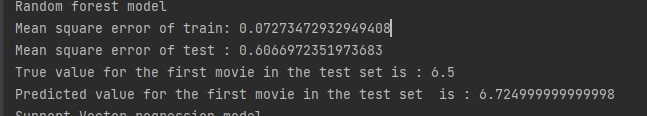 Random forest model
Mean square error of train: 0.07273472932949408
Mean square error of test : 0.6066972351973683
True value for the first movie in the test set is : 6.5
Predicted value for the first movie in the test set  is : 6.724999999999998
Support Vector regression model